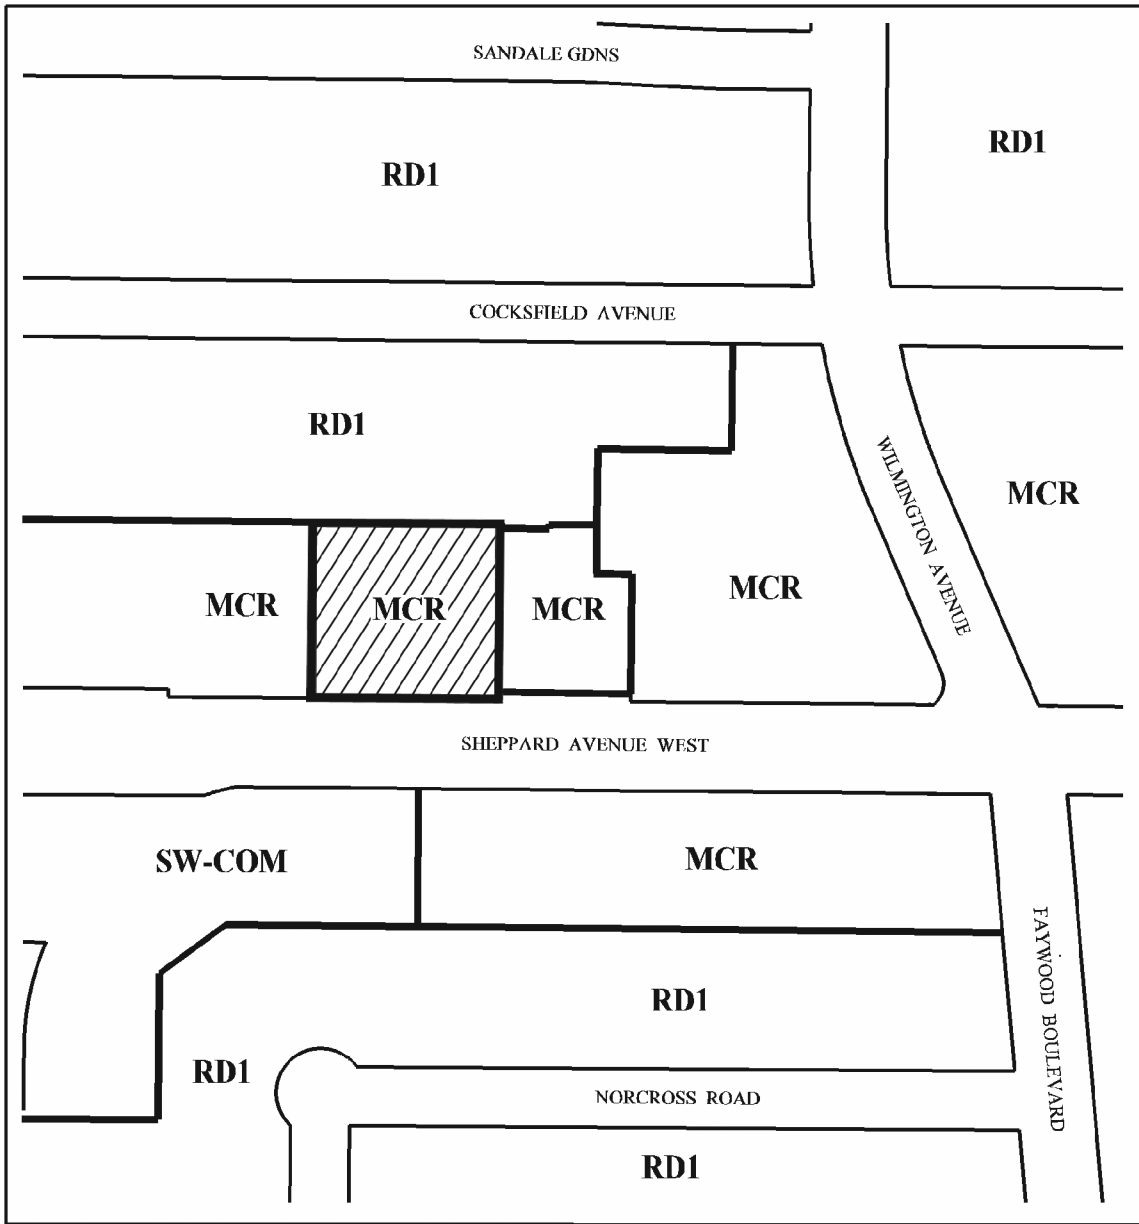 SANDALE GDNS
RD1
RD1
COCKSFIELD AVENUE
RD1
WILMINGTON AVENUE
MCR
MCR
MCR
MCR
MCR
SHEPPARD AVENUE WEST
SW-COM
MCR
FAYWOOD BOULEVARD
RD1
RD1
NORCROSS ROAD
RD1